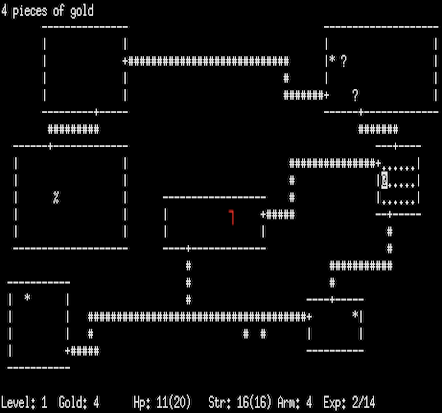 4 pieces of gold
Level: 1 Gold: 4 Hp: 11(20) Str: 16(16) Arm: 4 Exp: 2/14